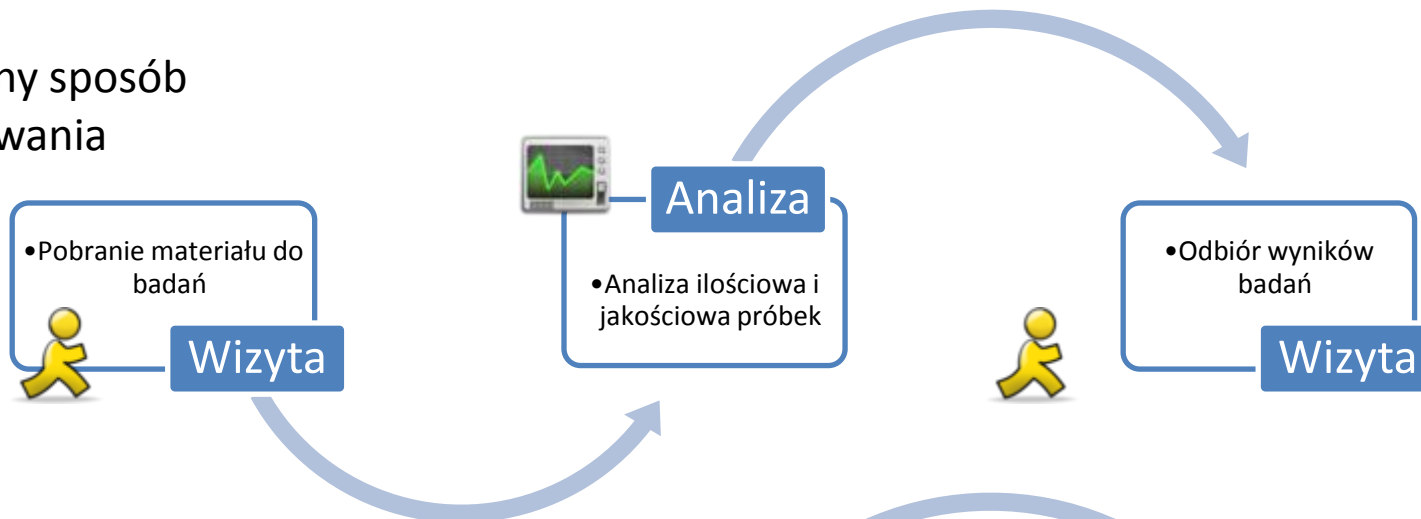 ny sposób
wania
•Pobranie materiału do
badań
Wizyta
Analiza
•Analiza ilościowa i
jakościowa próbek
•Odbiór wyników
badań
Wizyta